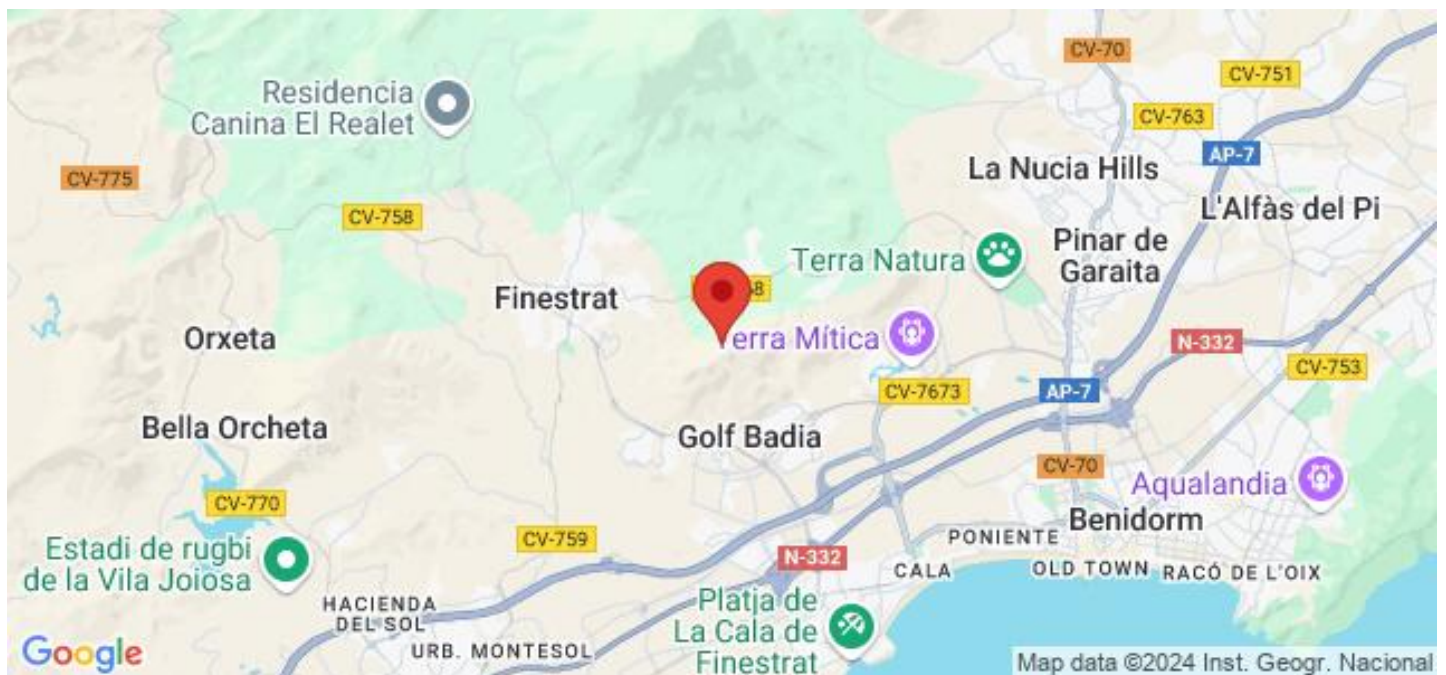 CV-70
CV-751
Residencia
Canina El Realet
CV-763
AP-7
La Nucia Hills
CV-775
CV-758
L'Alfàs del Pi
Pinar de
Garaita
Terra Natura
Finestrat
8
Orxeta
Terra Mítica
N-332
CV-753
CV-7673
AP-7
Bella Orcheta
Golf Badia
CV-70
Aqualandia
CV-770
Benidorm
Estadi de rugbi
de la Vila Joiosa
CV-759
PONIENTE
N-332
CALA
OLD TOWN
RACÓ DE L'OIX
HACIENDA
DEL SOL
Platja de
La Cala de
Finestrat
URB. MONTESOL
Google
Map data ©2024 Inst. Geogr. Nacional